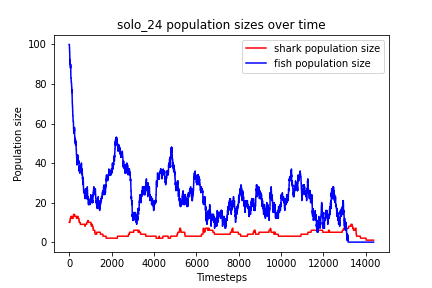 solo_24 population sizes over time
shark population size
fish population size
Population size
100
80
60
40
20
0
0 2000 4000 6000 8000 10000 12000 14000
Timesteps